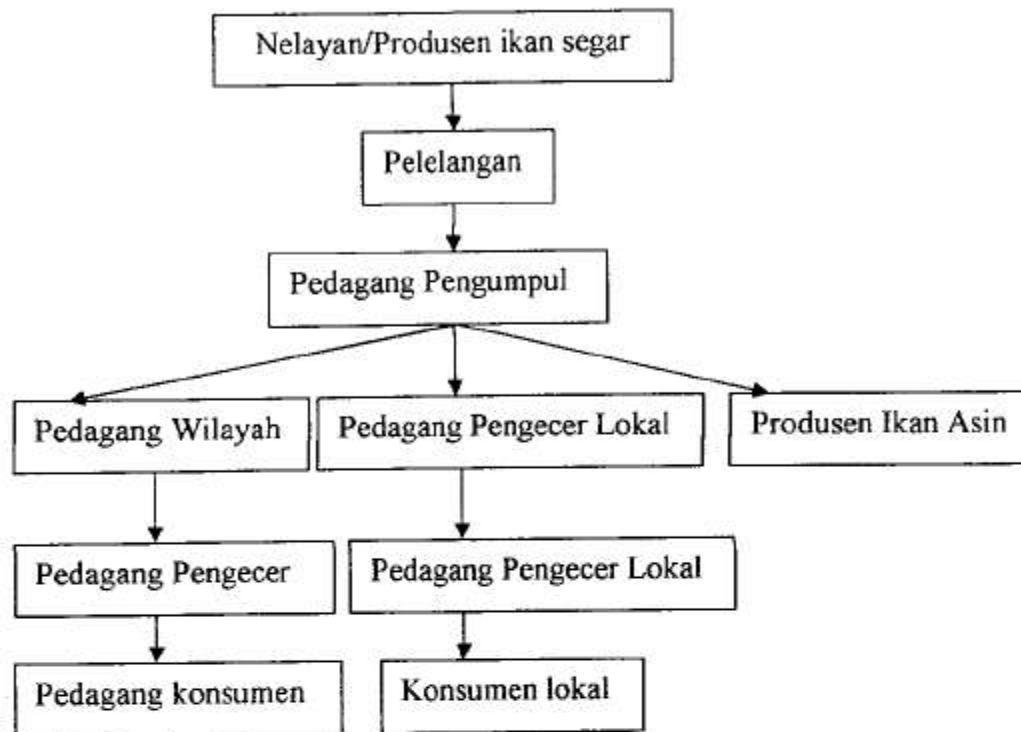 Nelayan/Produsen ikan segar
Pelelangan
Pedagang Pengumpul
Pedagang Wilayah
Pedagang Pengecer Lokal
Produsen Ikan Asin
Pedagang Pengecer
Pedagang Pengecer Lokal
Pedagang konsumen
Konsumen lokal